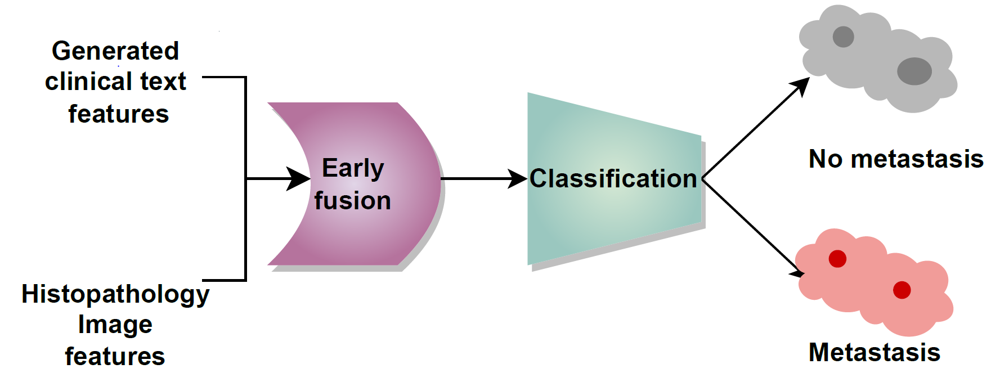 Generated
clinical text
features
Histopathology
Image
features
Early
fusion
Classification
No metastasis
Metastasis